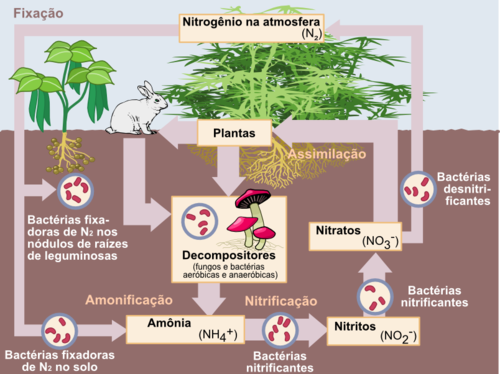 Fixação
Nitrogênio na atmosfera
(N₂)
Plantas
Assimilação
Bactérias
desnitri-
ficantes
Bactérias fixa-
doras de N₂ nos
nódulos de raízes
de leguminosas
Decompositores
(fungos e bactérias
aeróbicas e anaeróbicas)
Nitratos
(NO₃⁻)
Bactérias
nitrificantes
Amonificação
Nitrificação
Amônia
(NH₄⁺)
Nitritos
(NO₂⁻)
Bactérias fixadoras
de N₂ no solo
Bactérias
nitrificantes